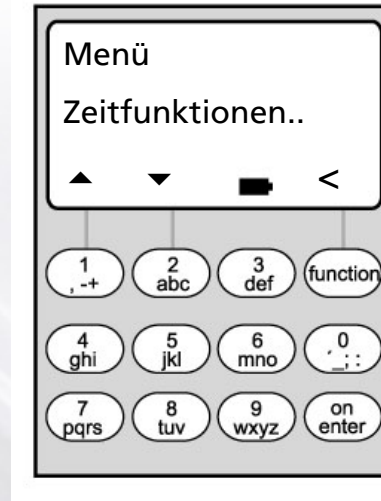 Menü
Zeitfunktionen..
<
1 2 3 function
, -+ abc def
4 5 6 0
ghi jkl mno ´_;:
7 8 9 on
pqrs tuv wxyz enter